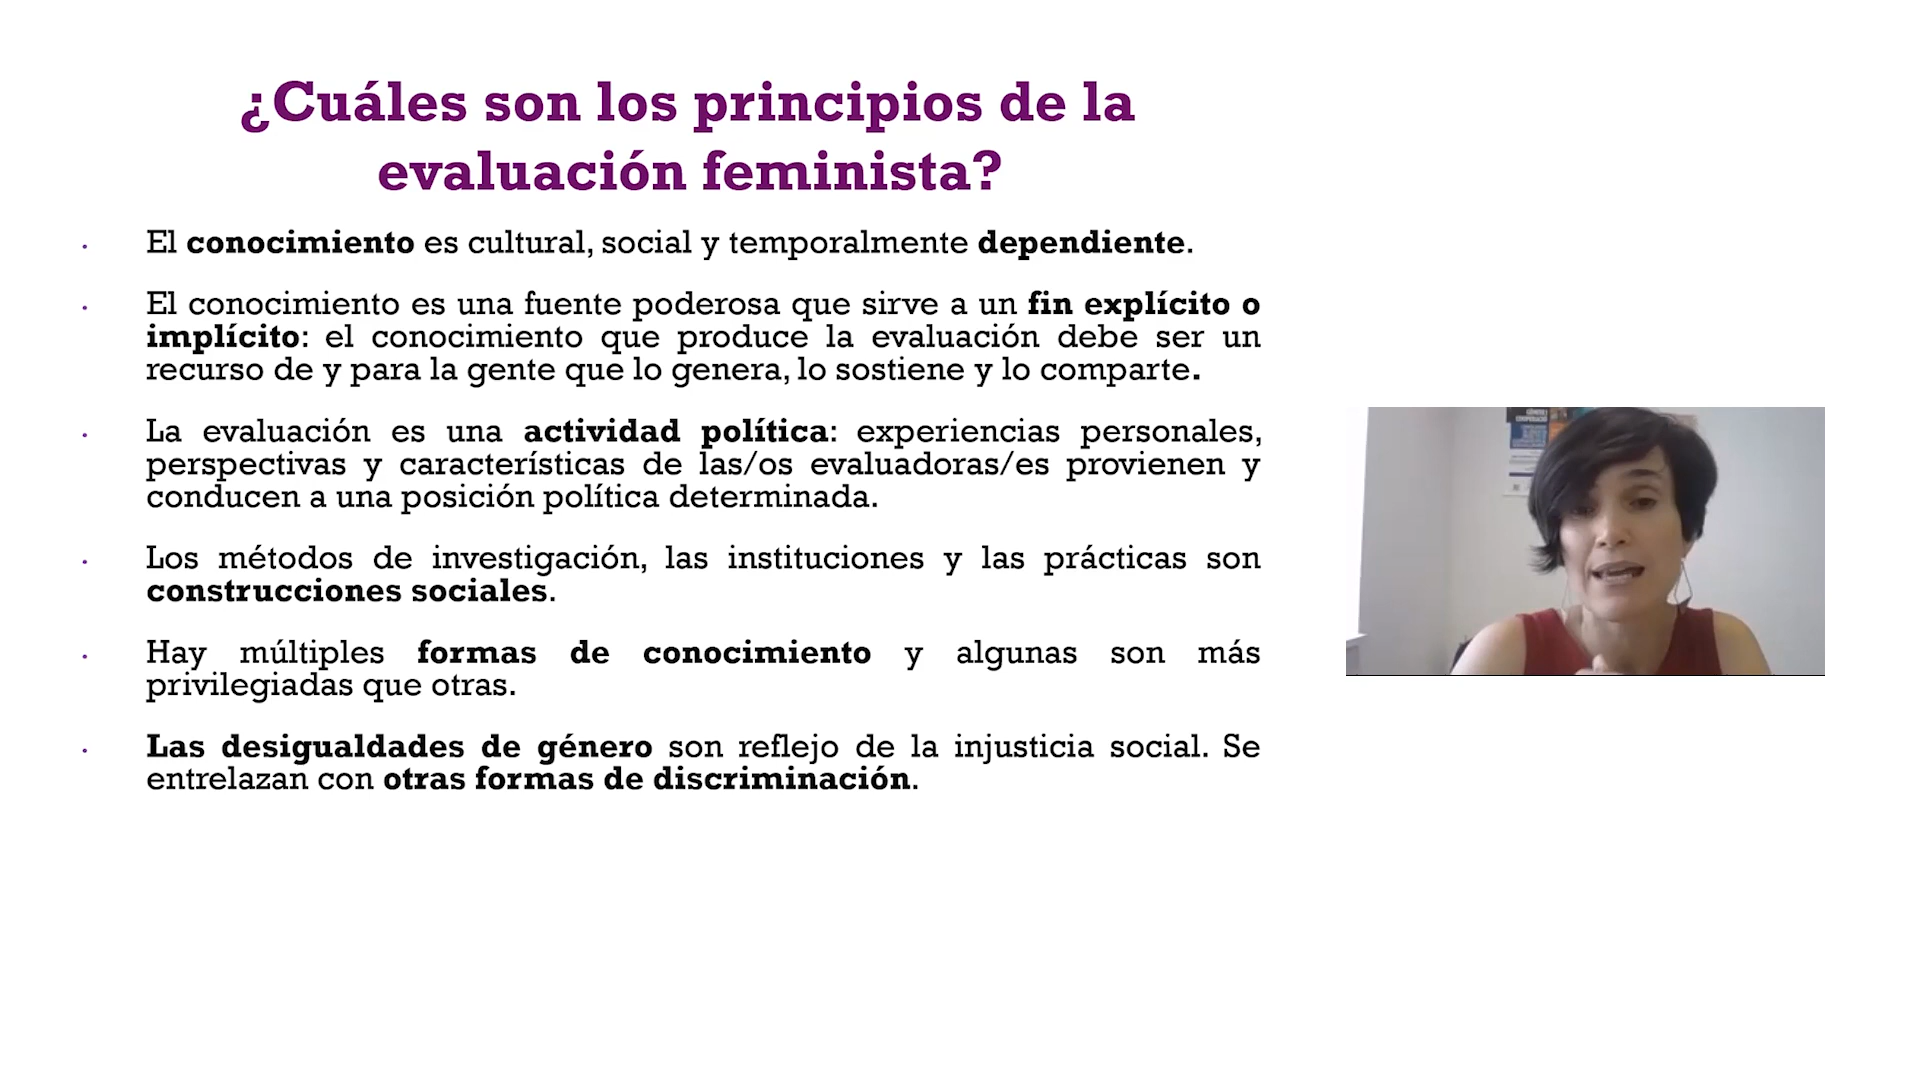 ¿Cuáles son los principios de la
evaluación feminista?
El conocimiento es cultural, social y temporalmente dependiente.
El conocimiento es una fuente poderosa que sirve a un fin explícito o
implícito: el conocimiento que produce la evaluación debe ser un
recurso de y para la gente que lo genera, lo sostiene y lo comparte.
La evaluación es una actividad política: experiencias personales,
perspectivas y características de las/os evaluadoras/es provienen y
conducen a una posición política determinada.
Los métodos de investigación, las instituciones y las prácticas son
construcciones sociales.
Hay múltiples formas de conocimiento y algunas son más
privilegiadas que otras.
Las desigualdades de género son reflejo de la injusticia social. Se
entrelazan con otras formas de discriminación.